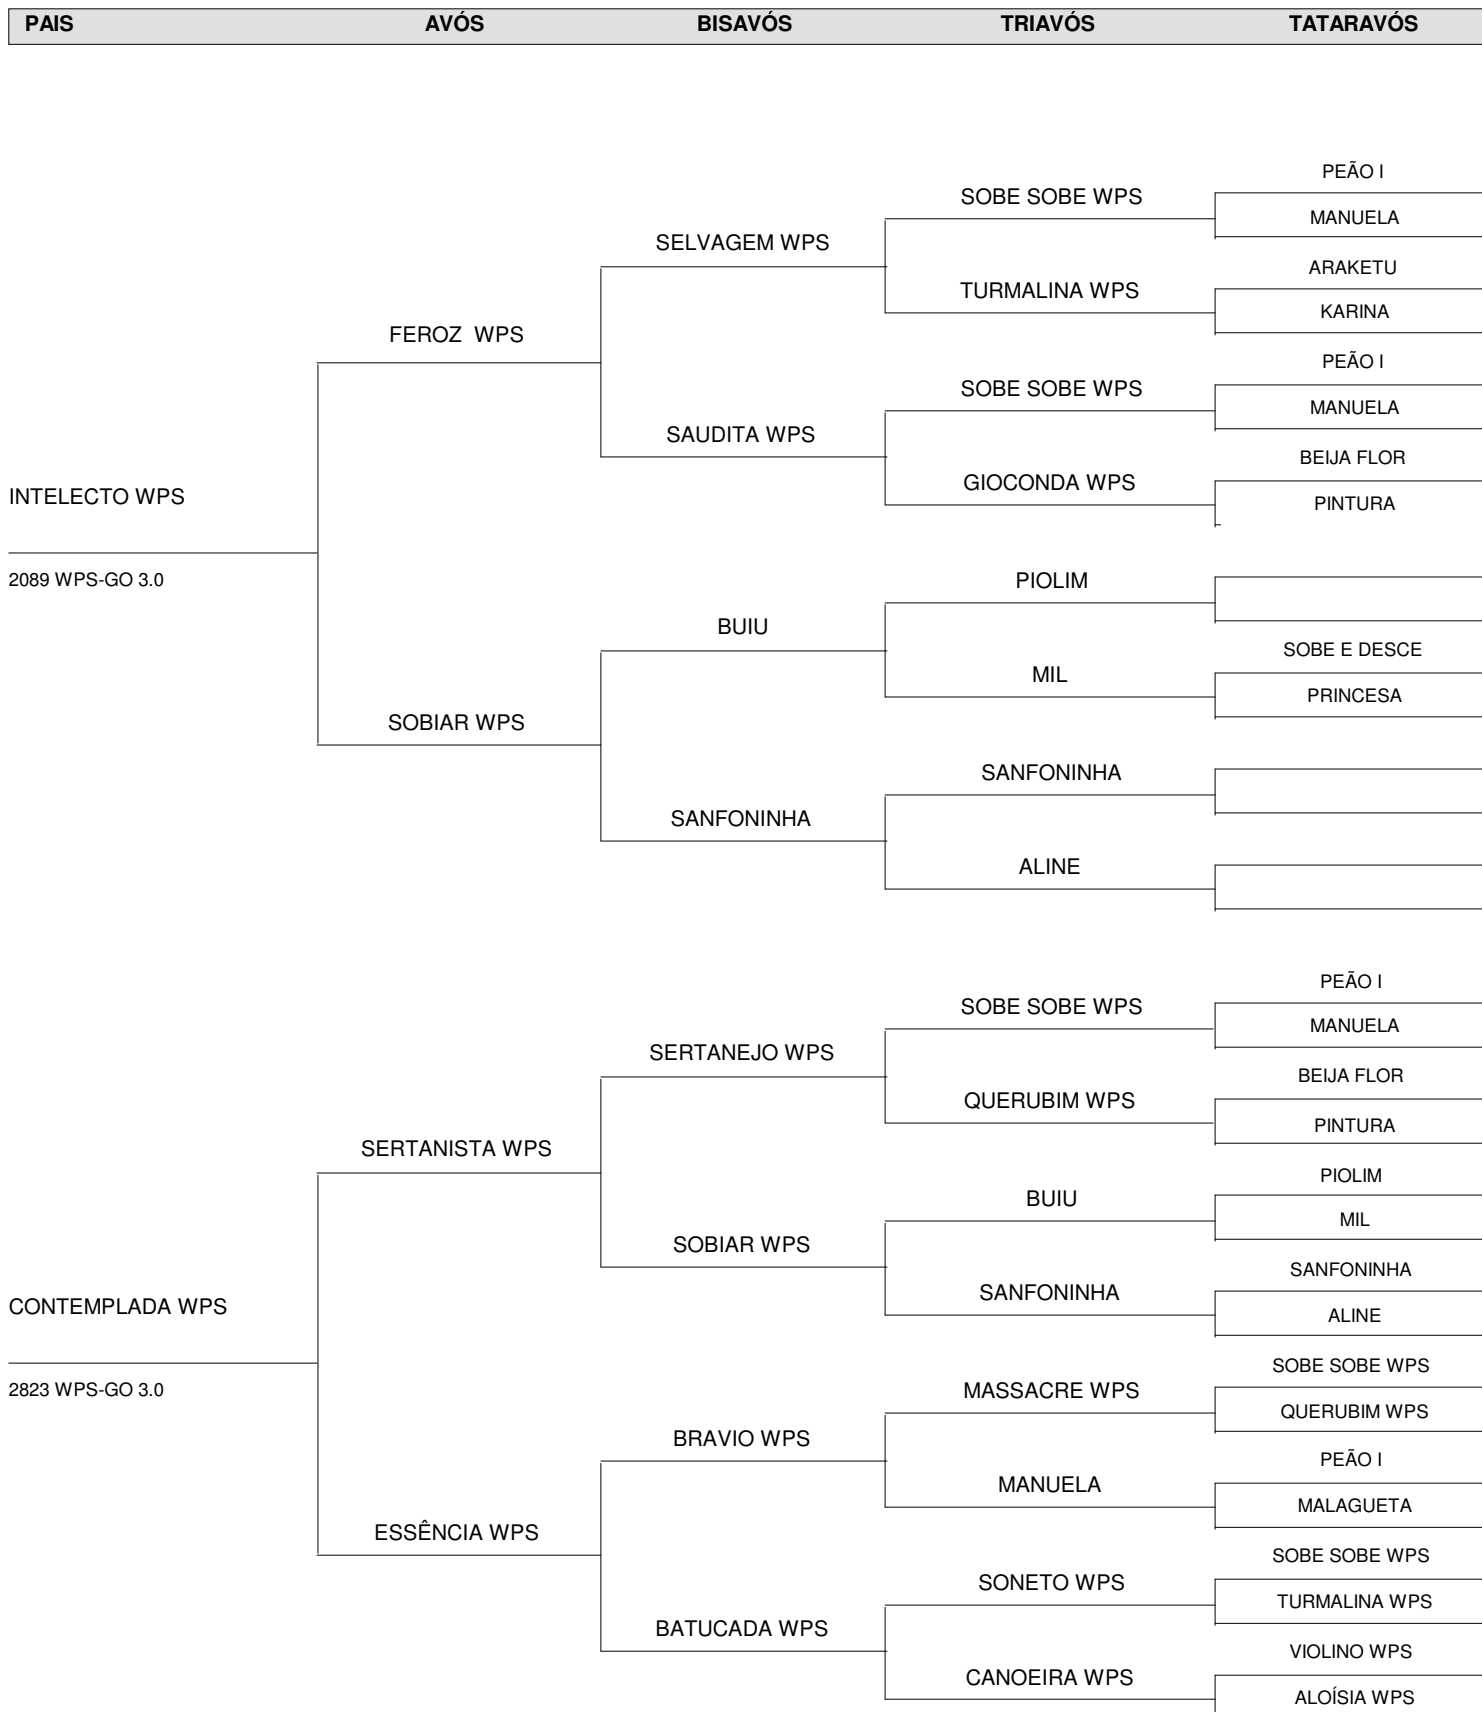 PAIS AVÓS BISAVÓS TRIAVÓS TATARAVÓS
PEÃO I
SOBE SOBE WPS
MANUELA
SELVAGEM WPS
ARAKETU
TURMALINA WPS
KARINA
FEROZ  WPS
PEÃO I
SOBE SOBE WPS
MANUELA
SAUDITA WPS
BEIJA FLOR
GIOCONDA WPS
INTELECTO WPS
PINTURA
2089 WPS-GO 3.0
PIOLIM
BUIU
SOBE E DESCE
MIL
PRINCESA
SOBIAR WPS
SANFONINHA
SANFONINHA
ALINE
PEÃO I
SOBE SOBE WPS
MANUELA
SERTANEJO WPS
BEIJA FLOR
QUERUBIM WPS
PINTURA
SERTANISTA WPS
PIOLIM
BUIU
MIL
SOBIAR WPS
SANFONINHA
SANFONINHA
CONTEMPLADA WPS
ALINE
SOBE SOBE WPS
2823 WPS-GO 3.0
MASSACRE WPS
QUERUBIM WPS
BRAVIO WPS
PEÃO I
MANUELA
MALAGUETA
ESSÊNCIA WPS
SOBE SOBE WPS
SONETO WPS
TURMALINA WPS
BATUCADA WPS
VIOLINO WPS
CANOEIRA WPS
ALOÍSIA WPS